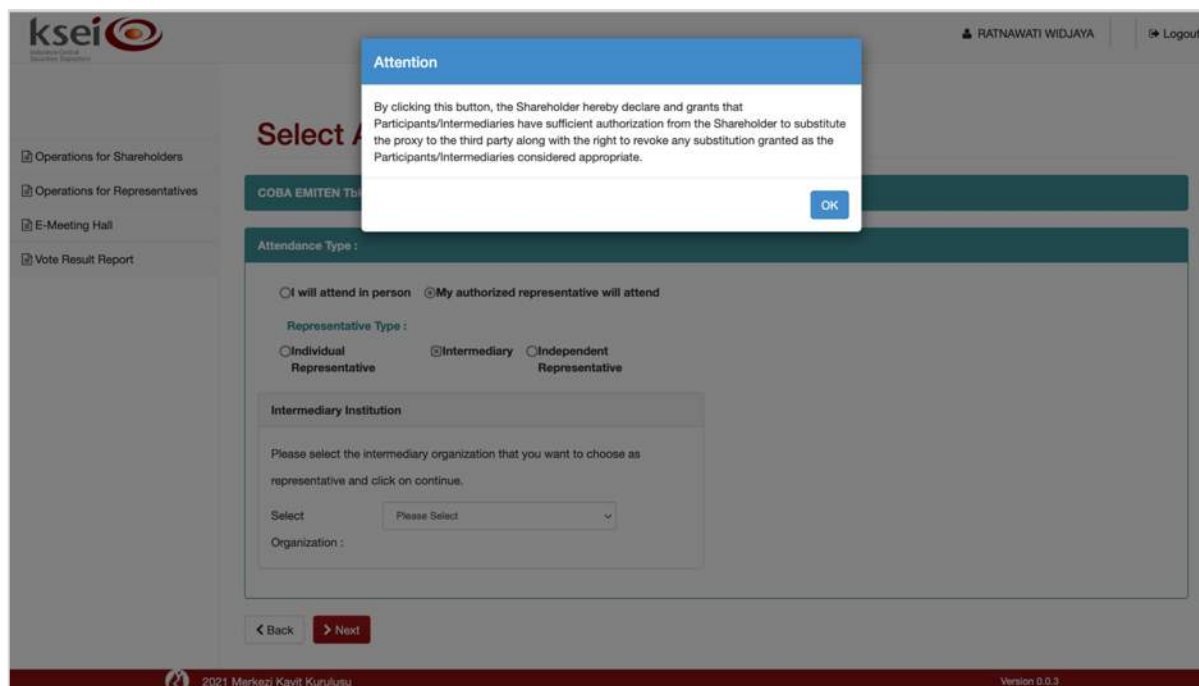 ksei
RATNAWATI WIDJAYA
Logout
Attention
By clicking this button, the Shareholder hereby declare and grants that
Participants/Intermediaries have sufficient authorization from the Shareholder to substitute
the proxy to the third party along with the right to revoke any substitution granted as the
Participants/Intermediaries considered appropriate.
OK
Select A
Operations for Shareholders
Operations for Representatives
E-Meeting Hall
Vote Result Report
COBA EMITEN Tb
Attendance Type :
I will attend in person My authorized representative will attend
Representative Type :
Individual Intermediary Independent
Representative Representative
Intermediary Institution
Please select the intermediary organization that you want to choose as
representative and click on continue.
Select Please Select
Organization :
Back Next
2021 Merkezi Kayit Kurulusu Version 0.0.3